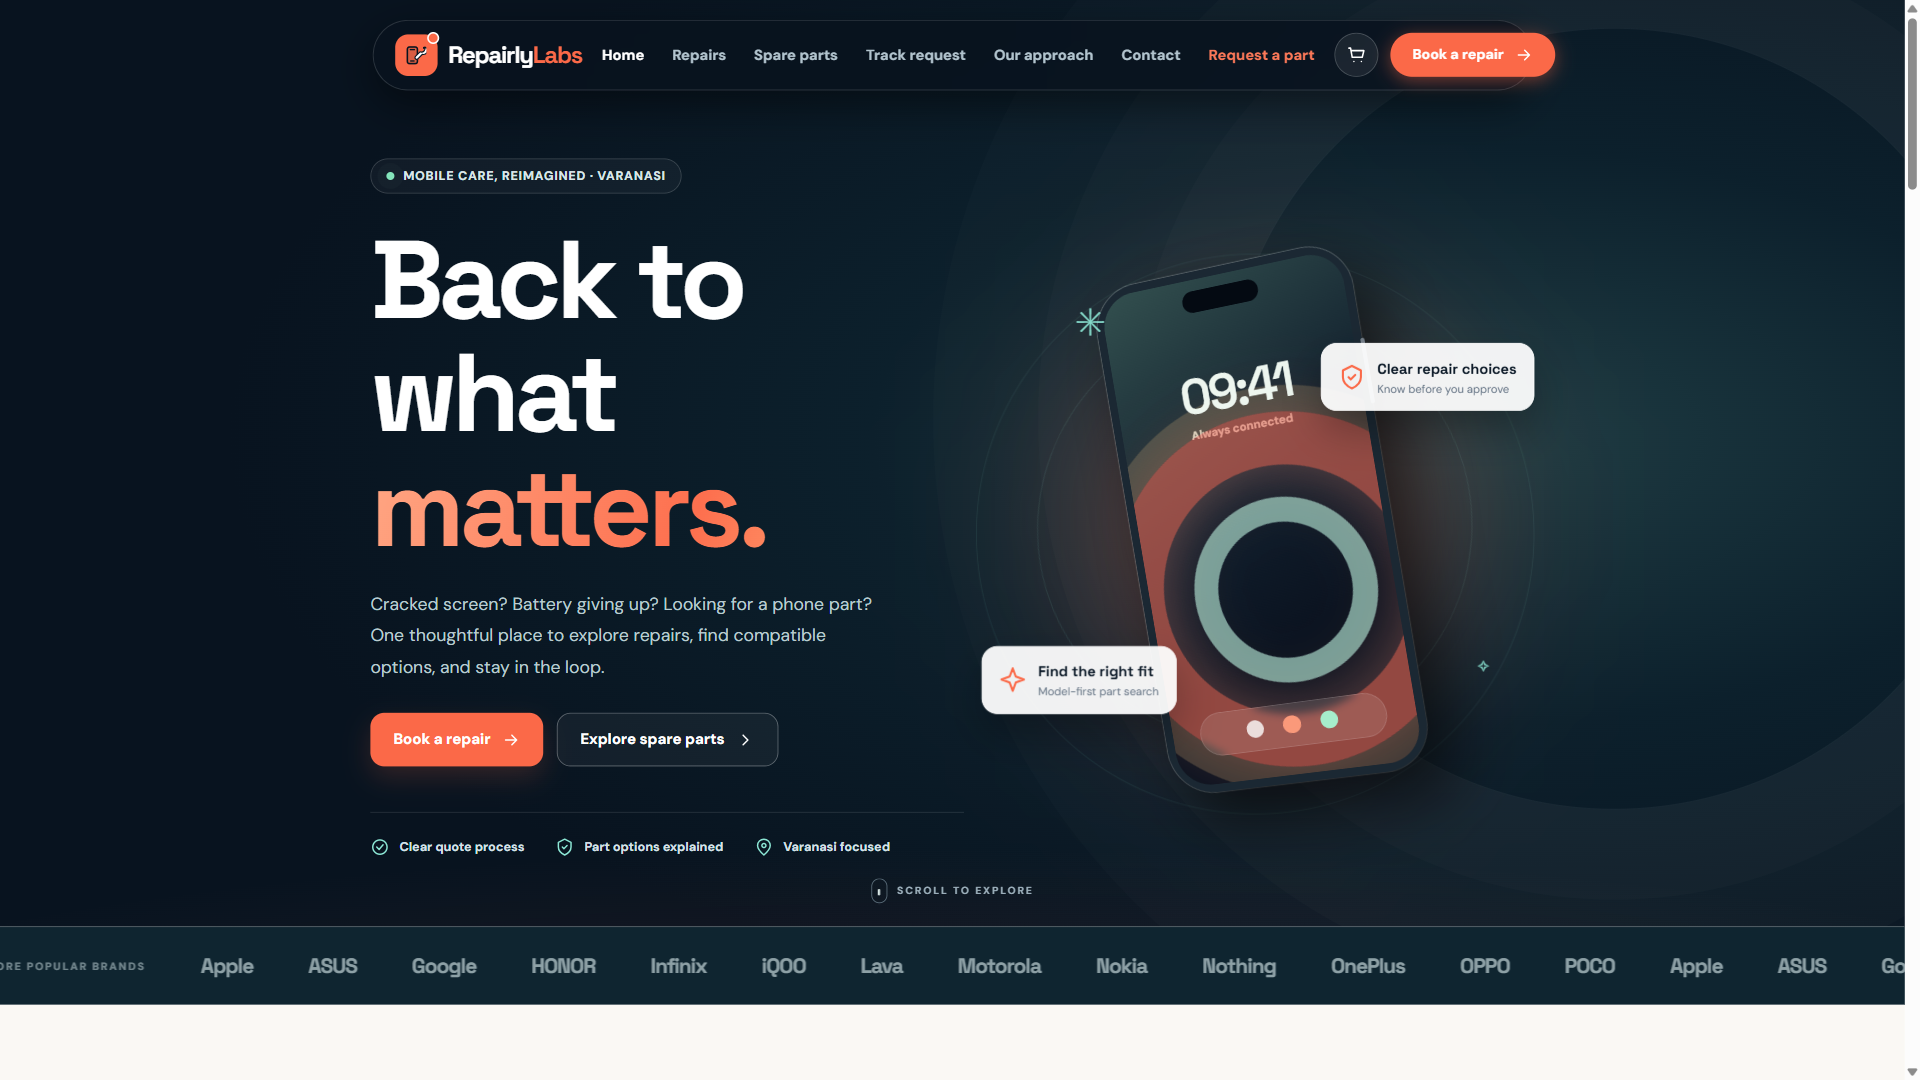 RepairlyLabs Home Repairs Spare parts Track request Our approach Contact Request a part Book a repair
MOBILE CARE, REIMAGINED · VARANASI
Back to
what
matters.
Cracked screen? Battery giving up? Looking for a phone part?
One thoughtful place to explore repairs, find compatible
options, and stay in the loop.
Book a repair
Explore spare parts
Clear quote process
Part options explained
Varanasi focused
09:41
Always connected
Clear repair choices
Know before you approve
Find the right fit
Model-first part search
SCROLL TO EXPLORE
POPULAR BRANDS Apple ASUS Google HONOR Infinix iQOO Lava Motorola Nokia Nothing OnePlus OPPO POCO Apple ASUS